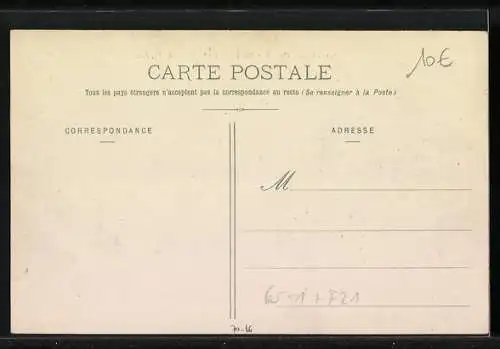 10€
CARTE POSTALE
Tous les pays étrangers n'acceptent pas la correspondance au recto (Se renseigner à la Poste)
CORRESPONDANCE
ADRESSE
M